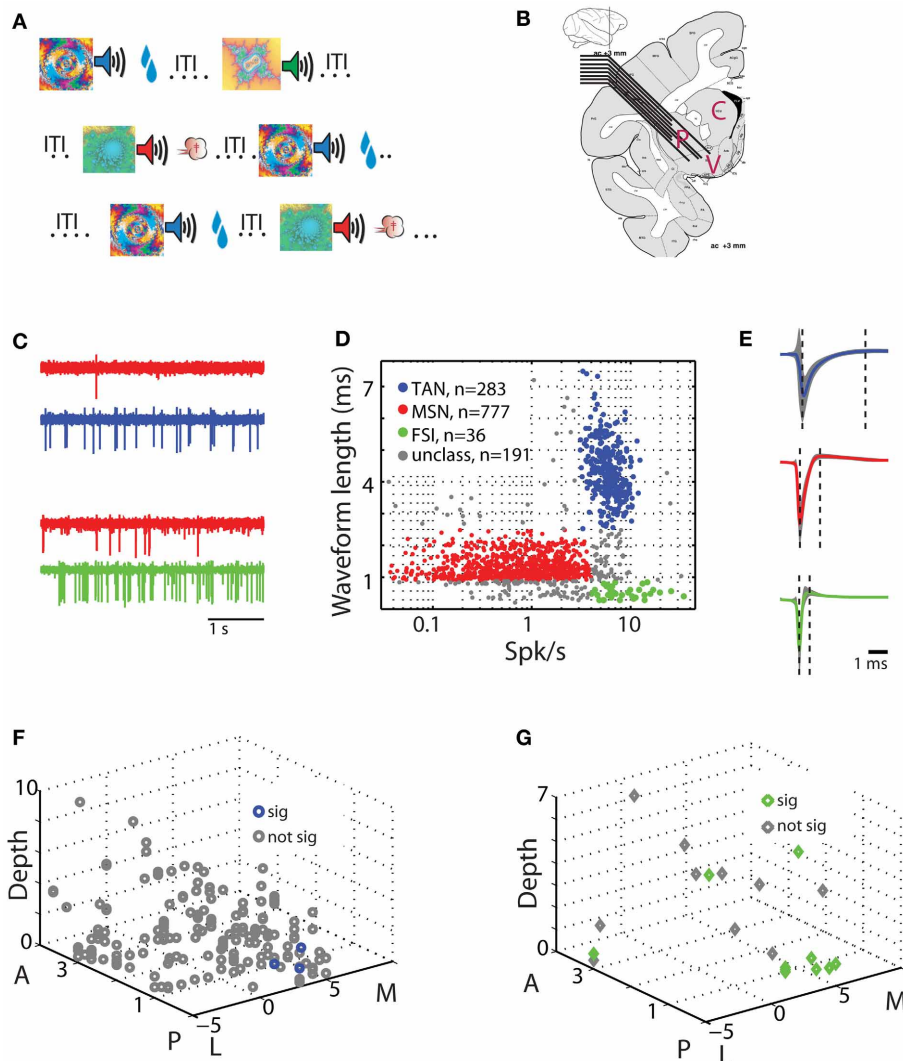 A
ITI
.....
ITI
....
ITI
...
.....
ITI
..
ITI
.....
ITI
....
...
B
ac +3 mm
C
P
V
ac +3 mm
C
1 s
D
Waveform length (ms)
7
4
1
TAN, n=283
MSN, n=777
FSI, n=36
unclass, n=191
0.1
1
10
Spk/s
E
1 ms
F
10
Depth
0
A
3
1
P
−5
L
0
5
M
sig
not sig
G
7
Depth
0
A
3
1
P
−5
L
0
5
M
sig
not sig